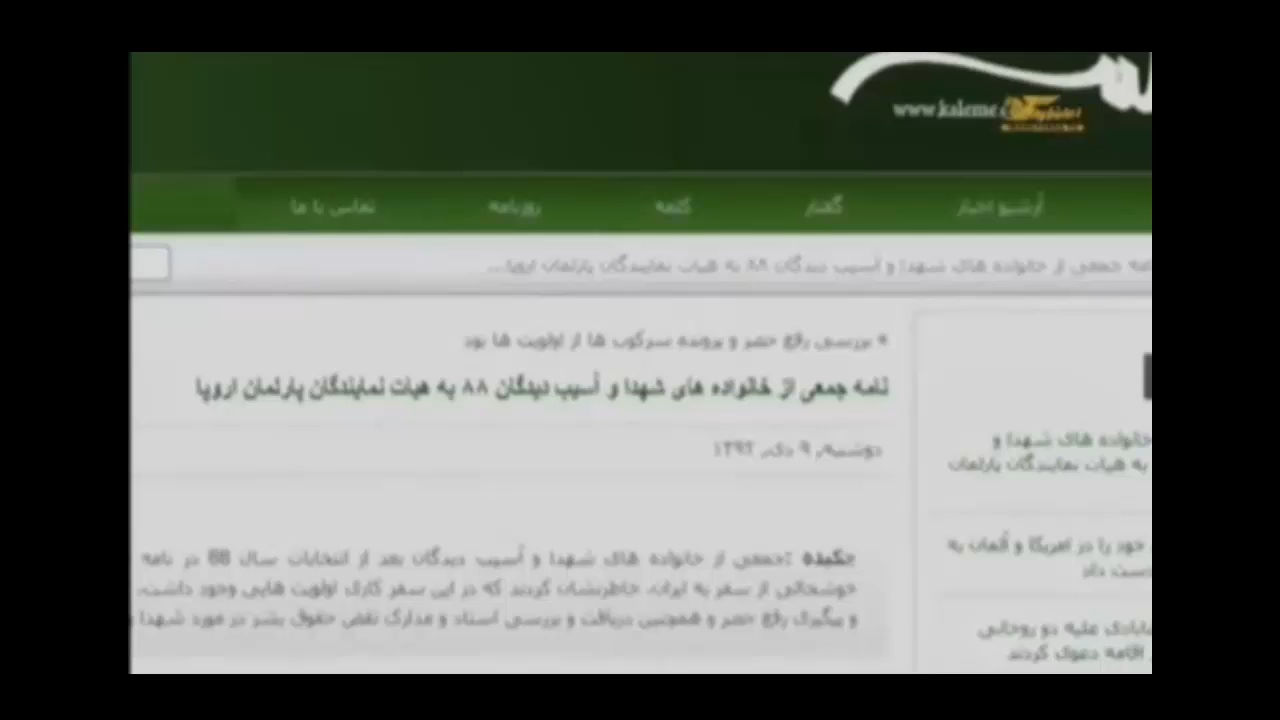 www.kaleme.
آرشیو اخبار
گفتار
کلمه
روزنامه
تماس با ما
جمعی از خانواده های شهدا و آسیب دیدگان ۸۸ به هیات نمایندگان پارلمان اروپا...
» بررسی رفع حصر و پرونده سرکوب ها از اولویت ها بود
نامه جمعی از خانواده های شهدا و آسیب دیدگان ۸۸ به هیات نمایندگان پارلمان اروپا
دوشنبه, ۹ دی, ۱۳۹۲
چکیده :جمعی از خانواده های شهدا و آسیب دیدگان بعد از انتخابات سال 88 در نامه
خوشحالی از سفر به ایران، خاطرنشان کردند که در این سفر کاری اولویت هایی وجود داشت.
و پیگیری رفع حصر و همچنین دریافت و بررسی اسناد و مدارک نقض حقوق بشر در مورد شهدا
خانواده های شهدا و
به هیات نمایندگان پارلمان
خود را در امریکا و آلمان به
دست داد
علیه دو روحانی
اقامه دعوی کردند